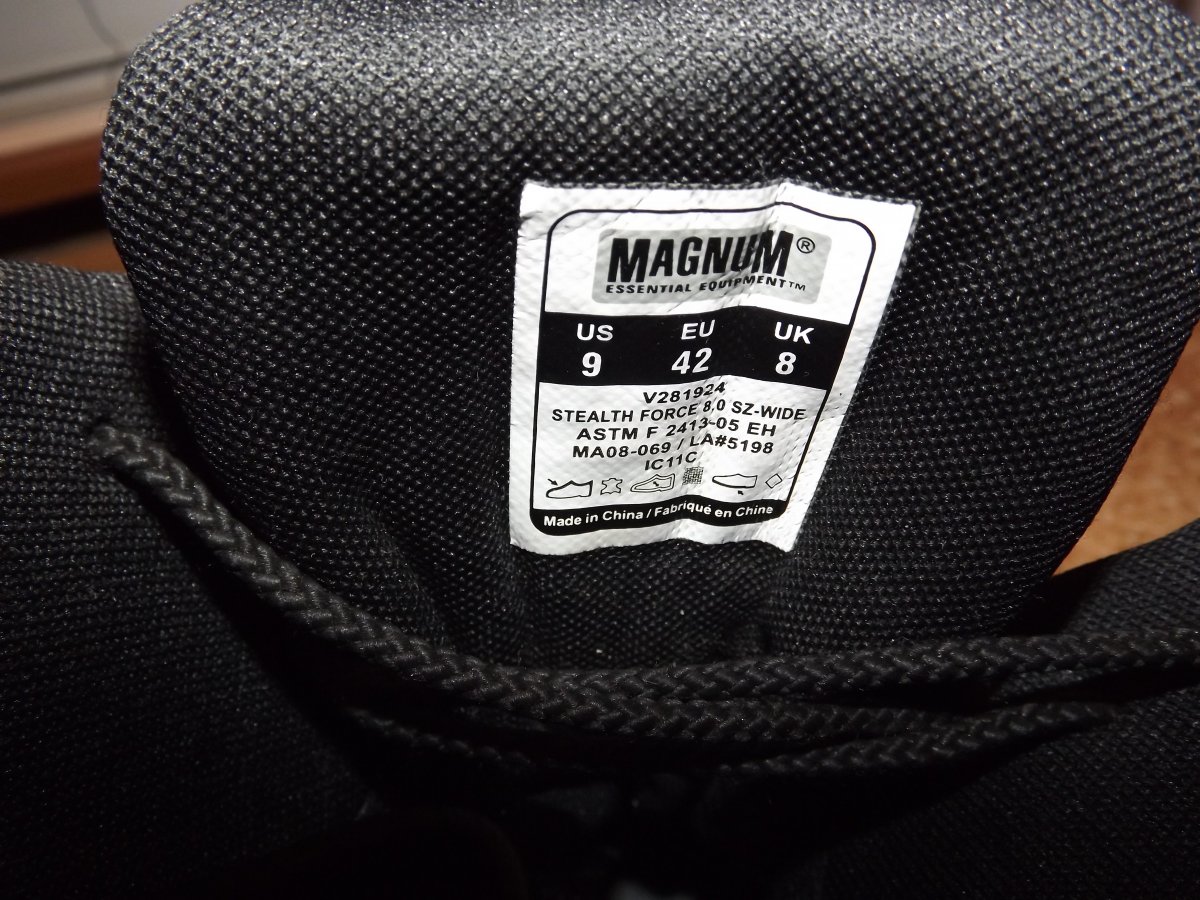 MAGNUM®
ESSENTIAL EQUIPMENT™
US EU UK
9 42 8
V281924
STEALTH FORCE 8.0 SZ-WIDE
ASTM F 2413-05 EH
MA08-069 / LA#5198
IC11C
Made in China / Fabriqué en Chine